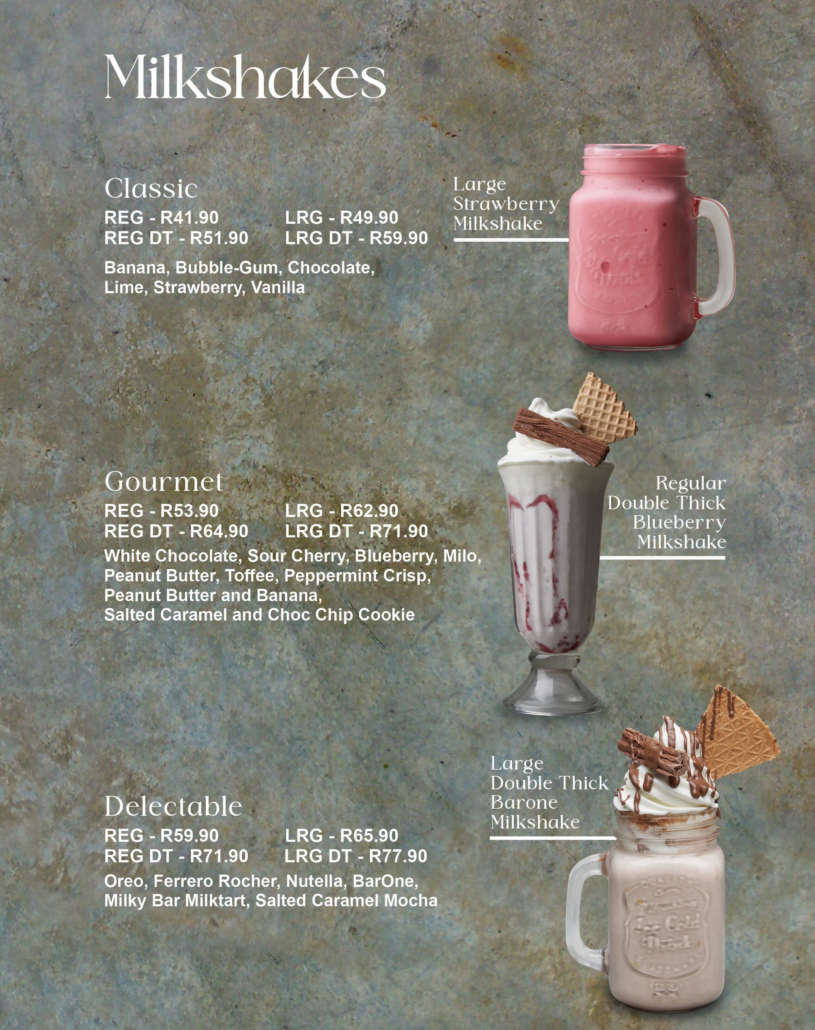 Milkshakes
Classic
REG - R41.90 LRG - R49.90
REG DT - R51.90 LRG DT - R59.90
Banana, Bubble-Gum, Chocolate,
Lime, Strawberry, Vanilla
Large
Strawberry
Milkshake
Gourmet
REG - R53.90 LRG - R62.90
REG DT - R64.90 LRG DT - R71.90
White Chocolate, Sour Cherry, Blueberry, Milo,
Peanut Butter, Toffee, Peppermint Crisp,
Peanut Butter and Banana,
Salted Caramel and Choc Chip Cookie
Regular
Double Thick
Blueberry
Milkshake
Delectable
REG - R59.90 LRG - R65.90
REG DT - R71.90 LRG DT - R77.90
Oreo, Ferrero Rocher, Nutella, BarOne,
Milky Bar Milktart, Salted Caramel Mocha
Large
Double Thick
Barone
Milkshake
Ice Cold
Drink